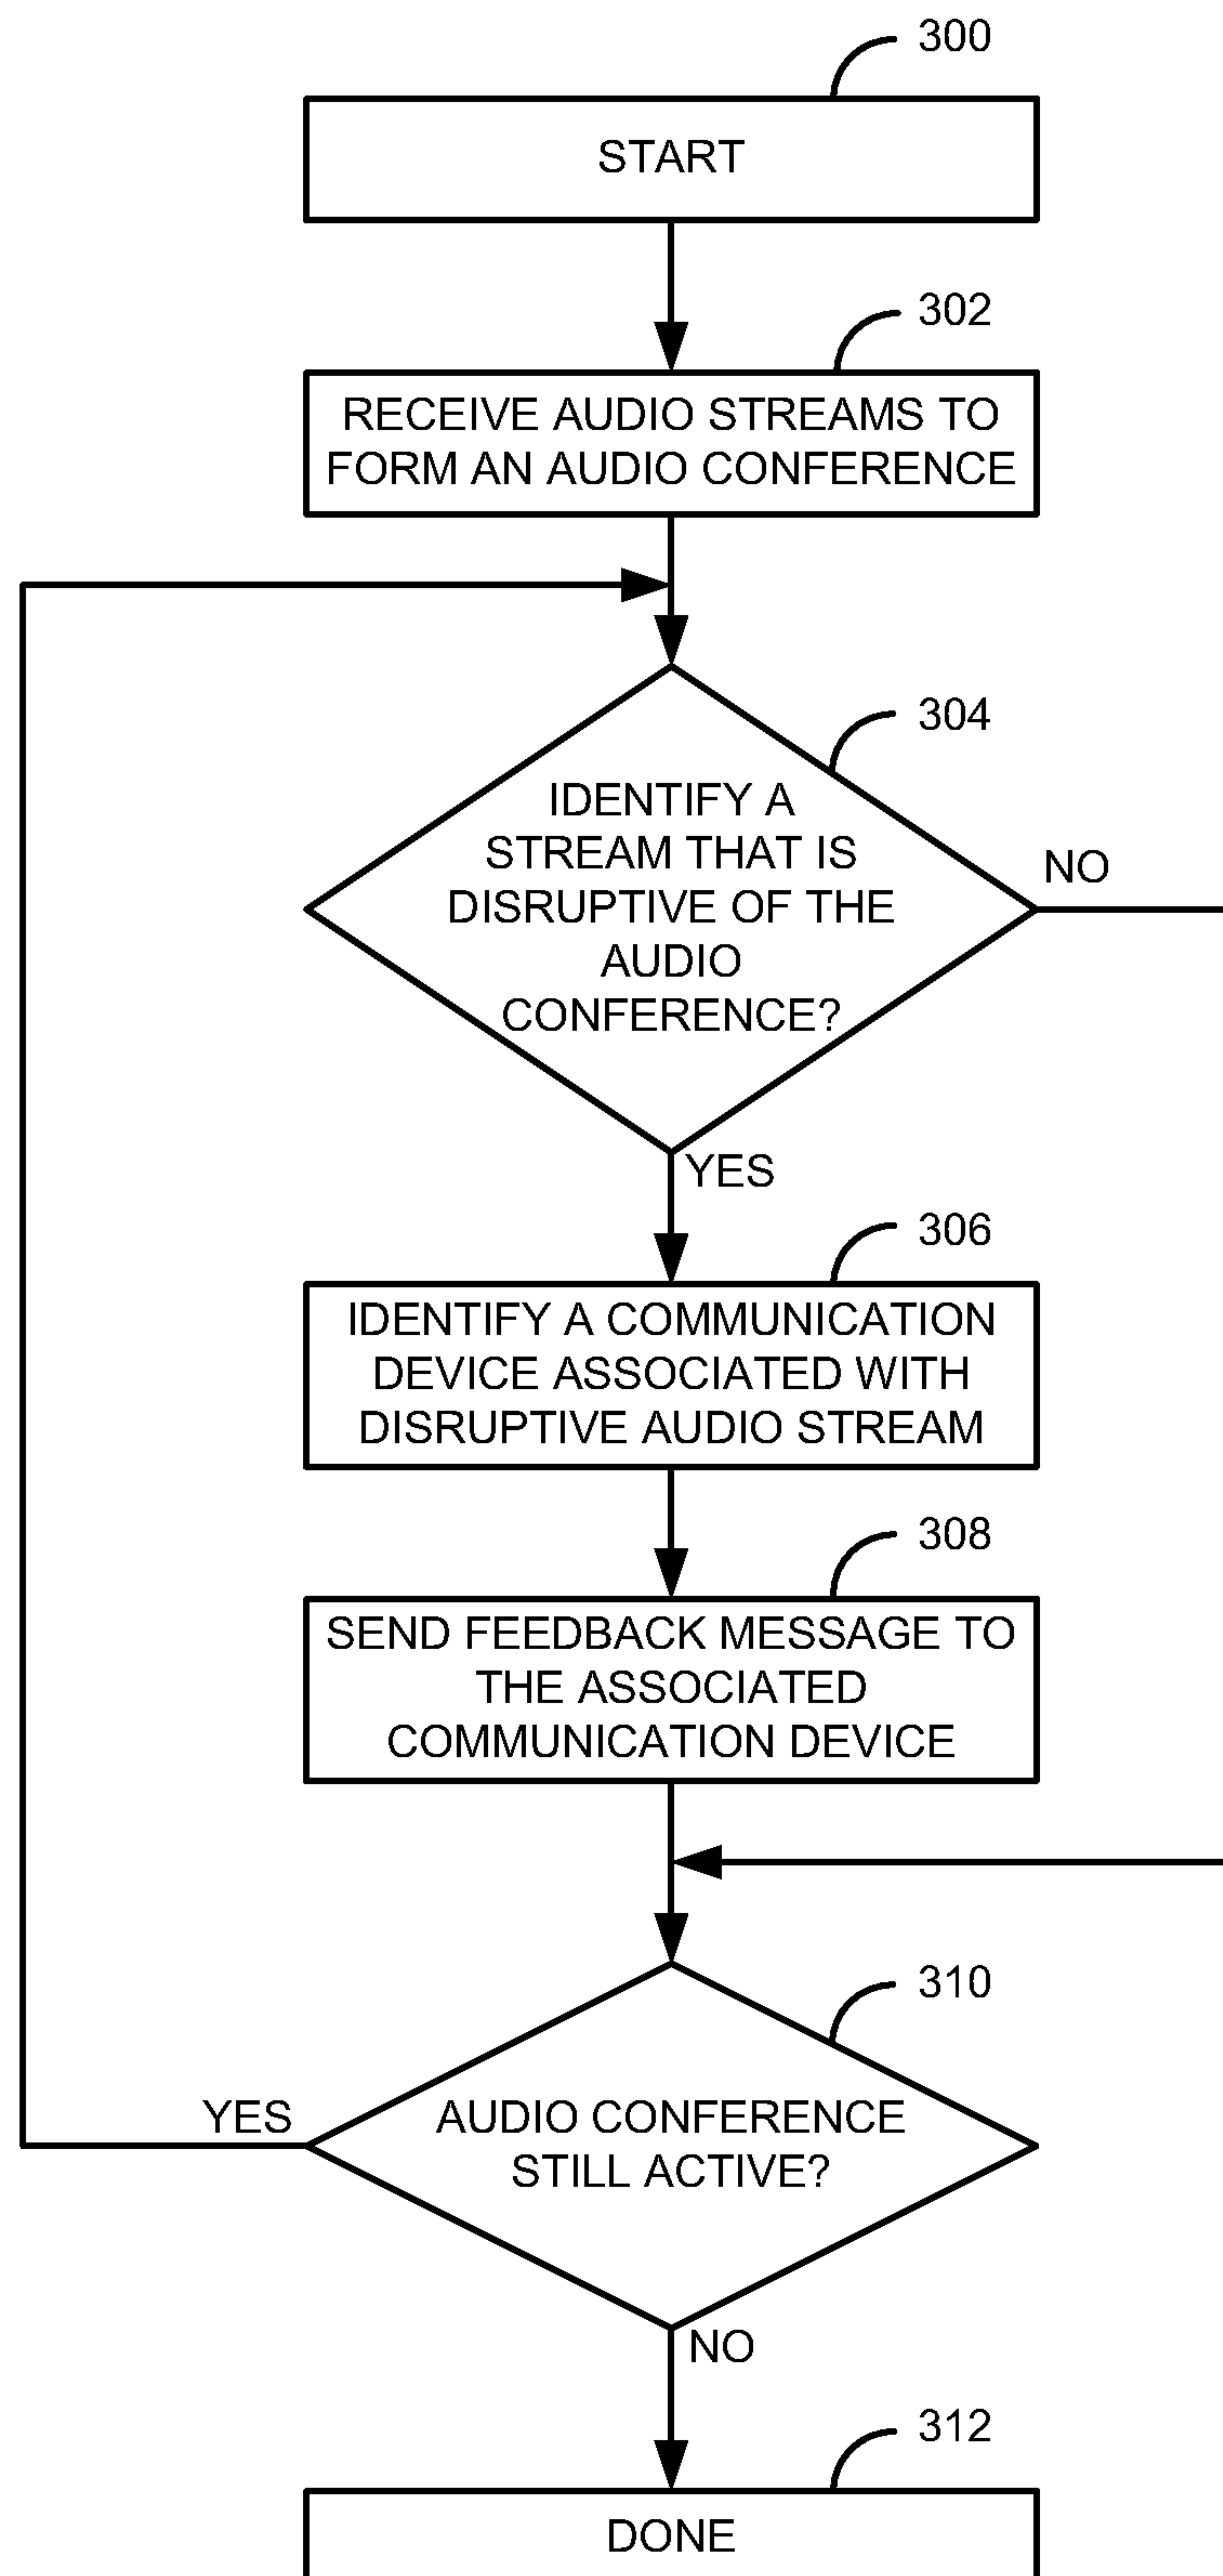 300
START
302
RECEIVE AUDIO STREAMS TO
FORM AN AUDIO CONFERENCE
304
IDENTIFY A
STREAM THAT IS
DISRUPTIVE OF THE
AUDIO
CONFERENCE?
NO
YES
306
IDENTIFY A COMMUNICATION
DEVICE ASSOCIATED WITH
DISRUPTIVE AUDIO STREAM
308
SEND FEEDBACK MESSAGE TO
THE ASSOCIATED
COMMUNICATION DEVICE
310
YES
AUDIO CONFERENCE
STILL ACTIVE?
NO
312
DONE